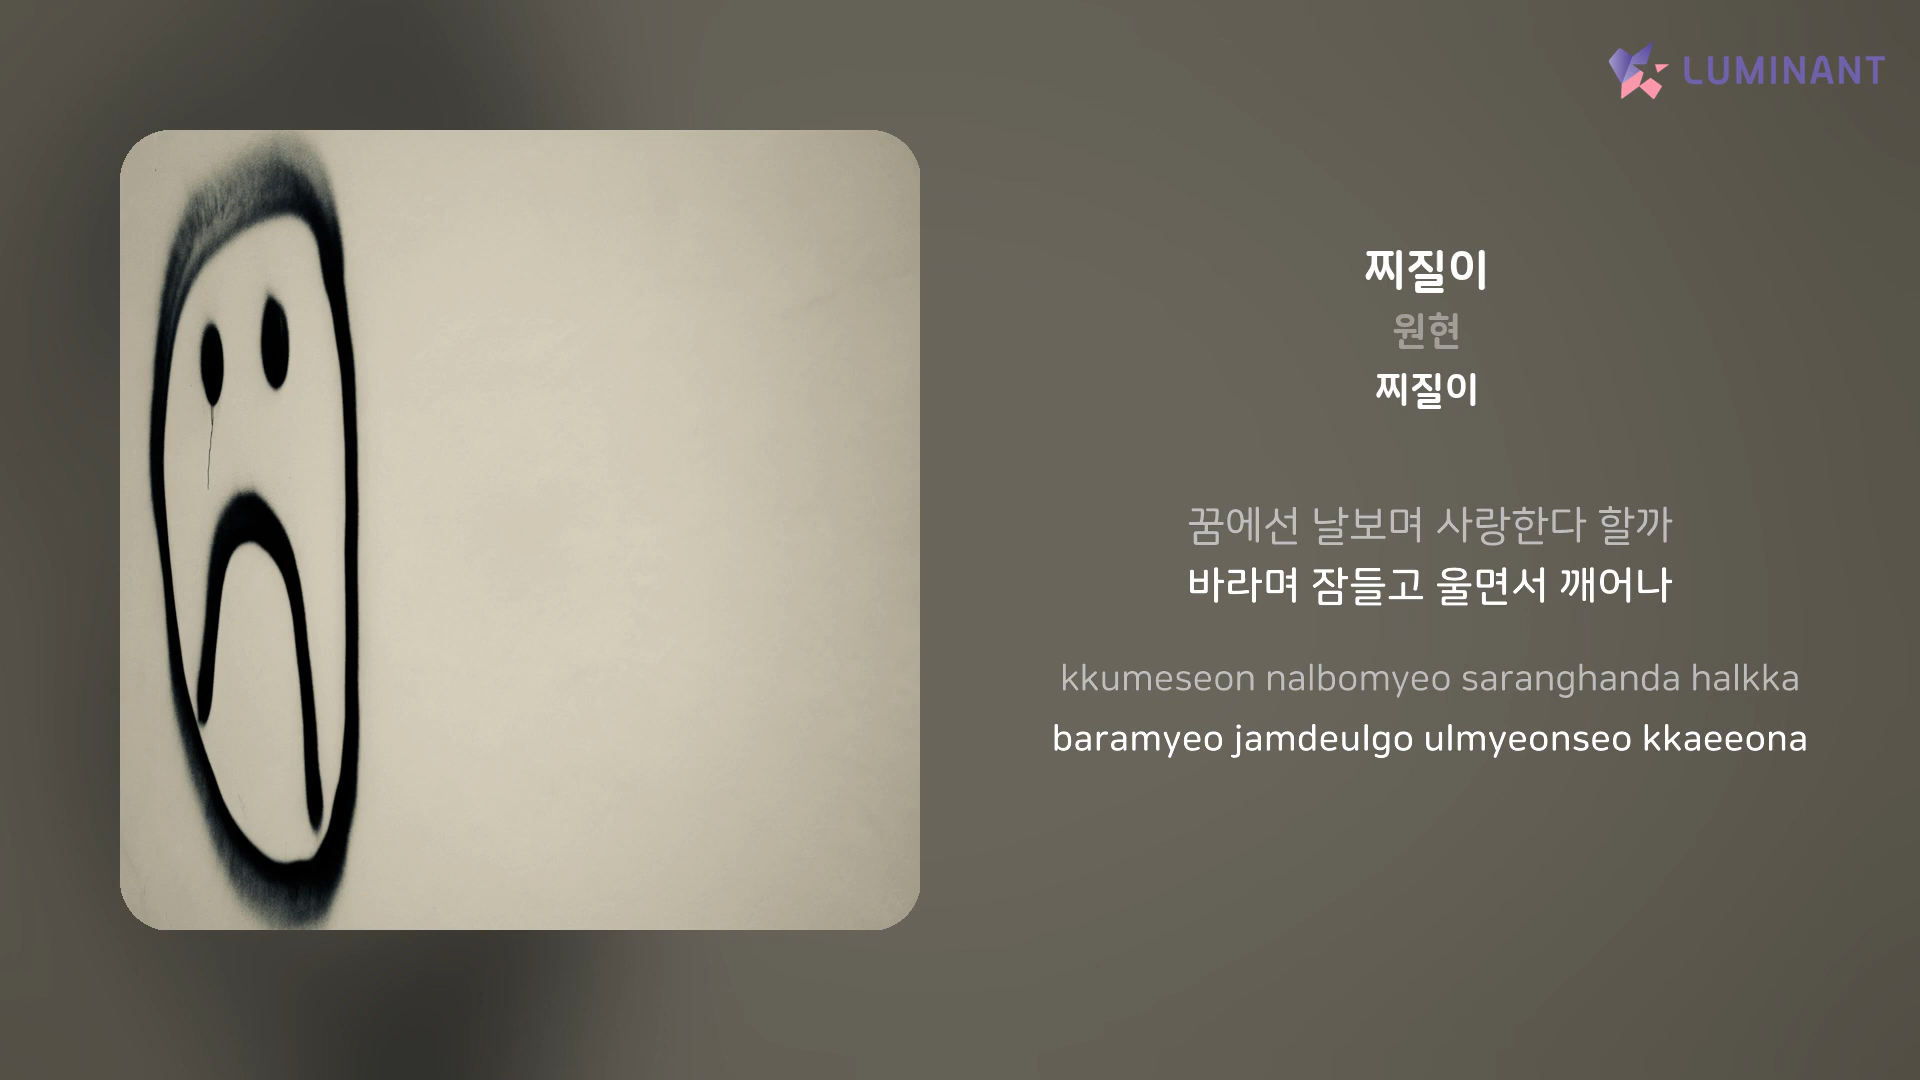 LUMINANT
찌질이
원현
찌질이
꿈에선 날보며 사랑한다 할까
바라며 잠들고 울면서 깨어나
kkumeseon nalbomyeo saranghanda halkka
baramyeo jamdeulgo ulmyeonseo kkaeeona